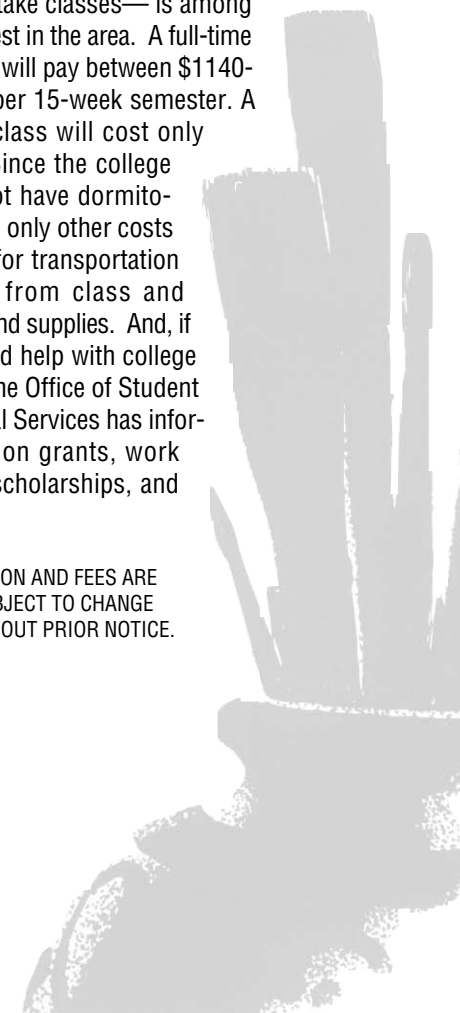 take classes— is among
est in the area. A full-time
will pay between $1140-
per 15-week semester. A
class will cost only
ince the college
ot have dormito-
only other costs
for transportation
from class and
nd supplies. And, if
d help with college
he Office of Student
l Services has infor-
on grants, work
scholarships, and
ON AND FEES ARE
BJECT TO CHANGE
OUT PRIOR NOTICE.